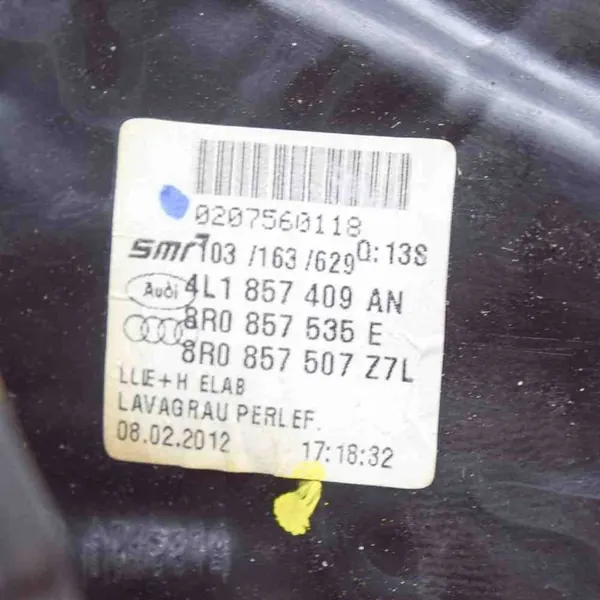 0207560118
SMR 03 /163 /629 Q: 13S
Audi 4L1 857 409 AN
8R0 857 535 E
8R0 857 507 Z7L
LLIE+H ELAB
LAVAGRAU PERLEF.
08.02.2012 17:18:32